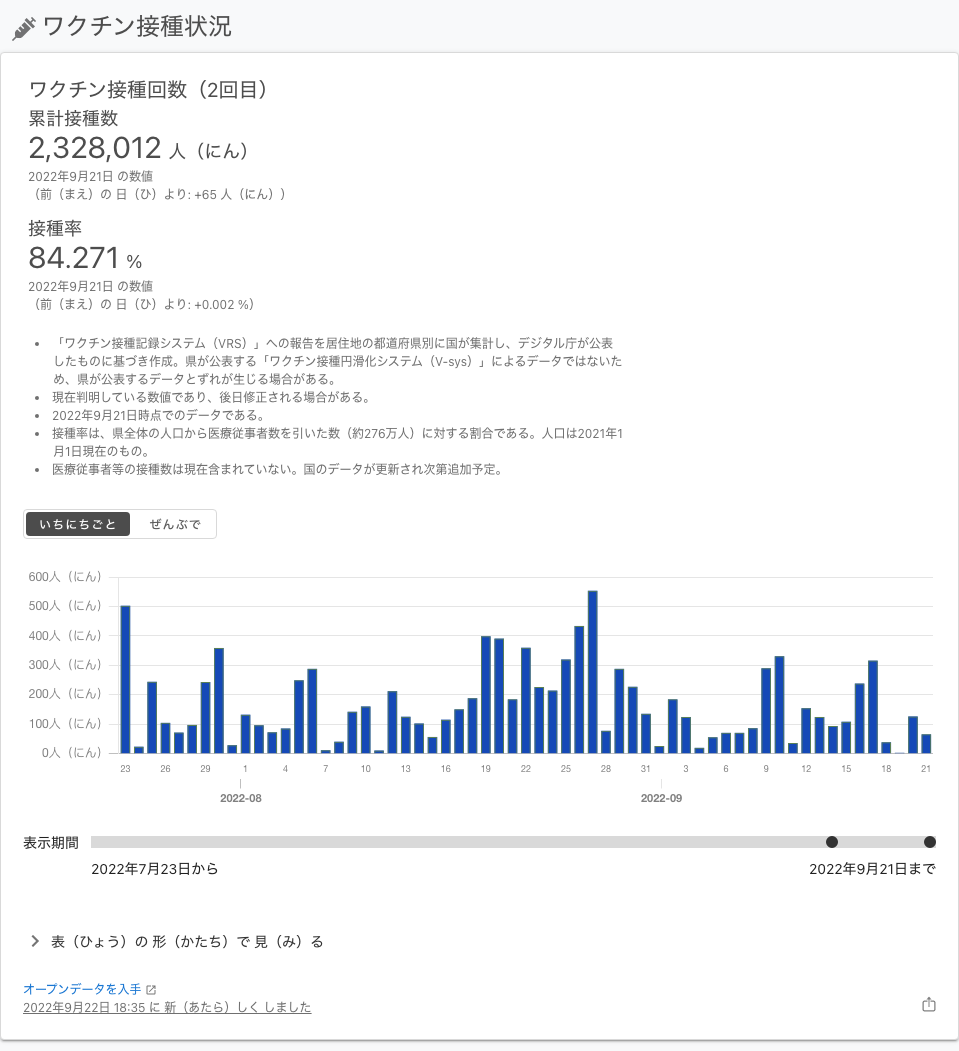 ワクチン接種状況
ワクチン接種回数（2回目）
累計接種数
2,328,012 人（にん）
2022年9月21日 の数値
（前（まえ）の 日（ひ）より: +65 人（にん））
接種率
84.271 %
2022年9月21日 の数値
（前（まえ）の 日（ひ）より: +0.002 %）
• 「ワクチン接種記録システム（VRS）」への報告を居住地の都道府県別に国が集計し、デジタル庁が公表
したものに基づき作成。県が公表する「ワクチン接種円滑化システム（V-sys）」によるデータではないた
め、県が公表するデータとずれが生じる場合がある。
• 現在判明している数値であり、後日修正される場合がある。
• 2022年9月21日時点でのデータである。
• 接種率は、県全体の人口から医療従事者数を引いた数（約276万人）に対する割合である。人口は2021年1
月1日現在のもの。
• 医療従事者等の接種数は現在含まれていない。国のデータが更新され次第追加予定。
いちにちごと ぜんぶで
600人（にん）
500人（にん）
400人（にん）
300人（にん）
200人（にん）
100人（にん）
0人（にん）
23 26 29 1 4 7 10 13 16 19 22 25 28 31 3 6 9 12 15 18 21
2022-08 2022-09
表示期間
2022年7月23日から 2022年9月21日まで
表（ひょう）の 形（かたち）で 見（み）る
オープンデータを入手
2022年9月22日 18:35 に 新（あたら）しく しました